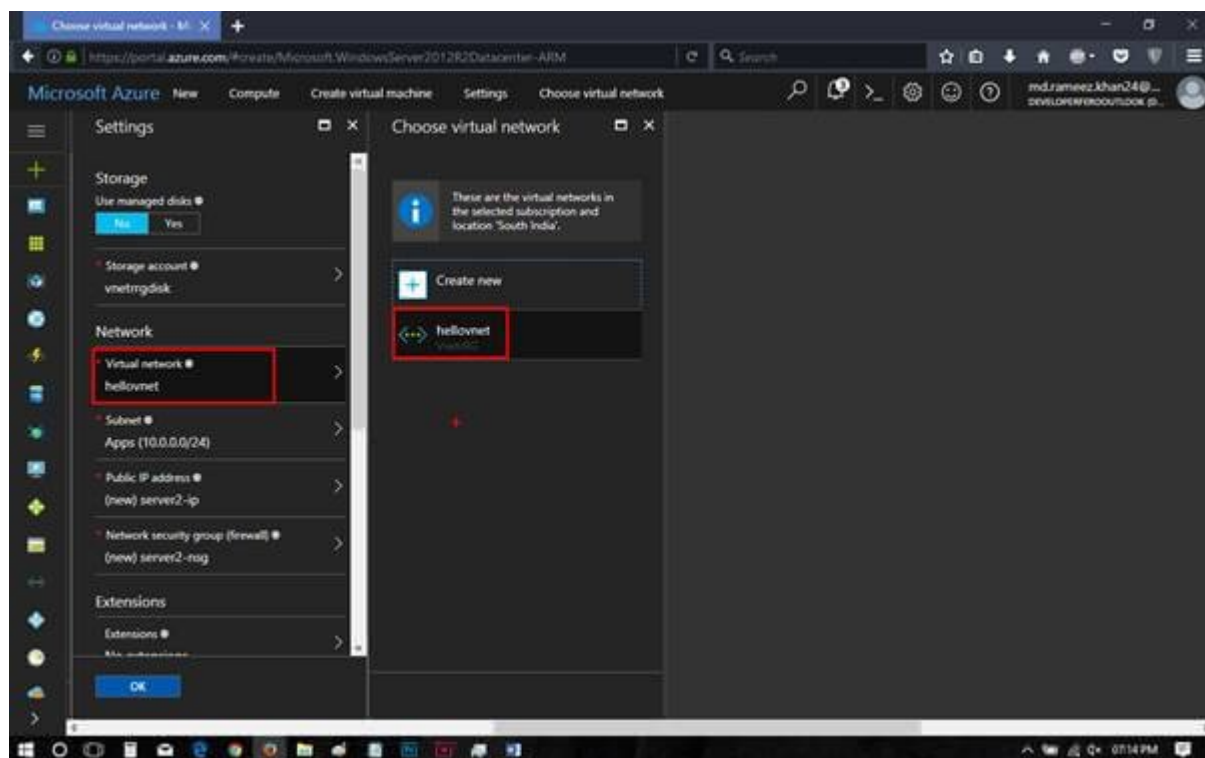 Choose virtual network - M
https://portal.azure.com/#create/Microsoft.WindowsServer2012R2Datacenter-ARM
Search
Microsoft Azure New Compute Create virtual machine Settings Choose virtual network
md.rameez.khan24@...
Settings
Storage
Use managed disks
No Yes
* Storage account
vnetrrgdisk
Network
* Virtual network
hellovnet
* Subnet
Apps (10.0.0.0/24)
* Public IP address
(new) server2-ip
* Network security group (firewall)
(new) server2-nsg
Extensions
Extensions
No extensions
OK
Choose virtual network
These are the virtual networks in
the selected subscription and
location 'South India'.
Create new
hellovnet
07:14 PM